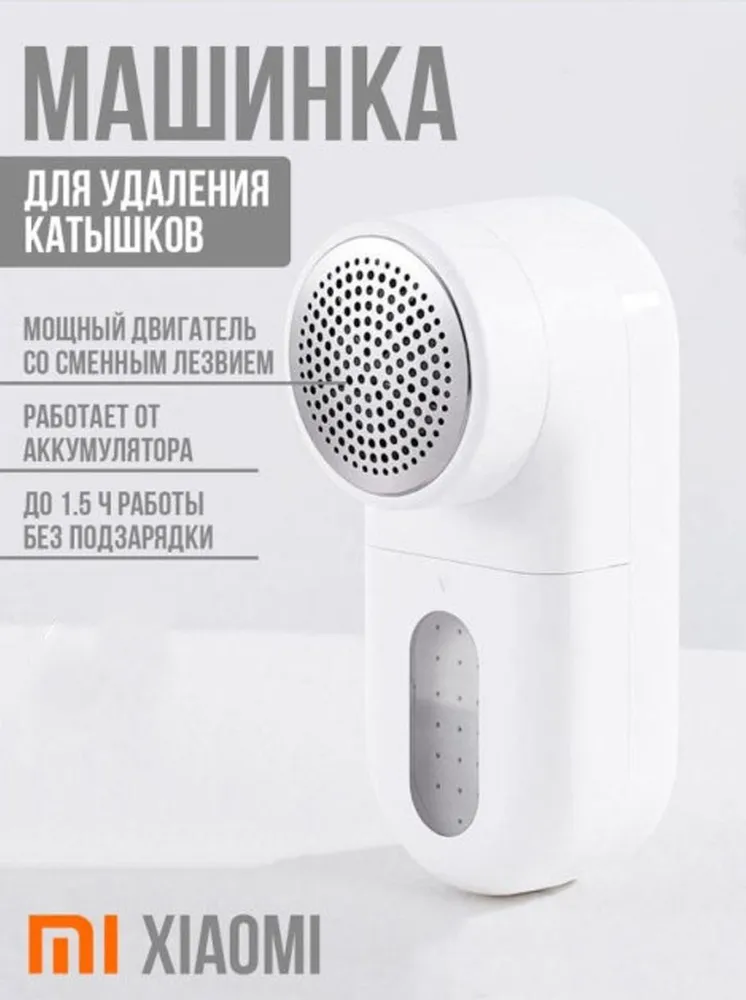 МАШИНКА
ДЛЯ УДАЛЕНИЯ
КАТЫШКОВ
МОЩНЫЙ ДВИГАТЕЛЬ
СО СМЕННЫМ ЛЕЗВИЕМ
РАБОТАЕТ ОТ
АККУМУЛЯТОРА
ДО 1.5 Ч РАБОТЫ
БЕЗ ПОДЗАРЯДКИ
MI XIAOMI